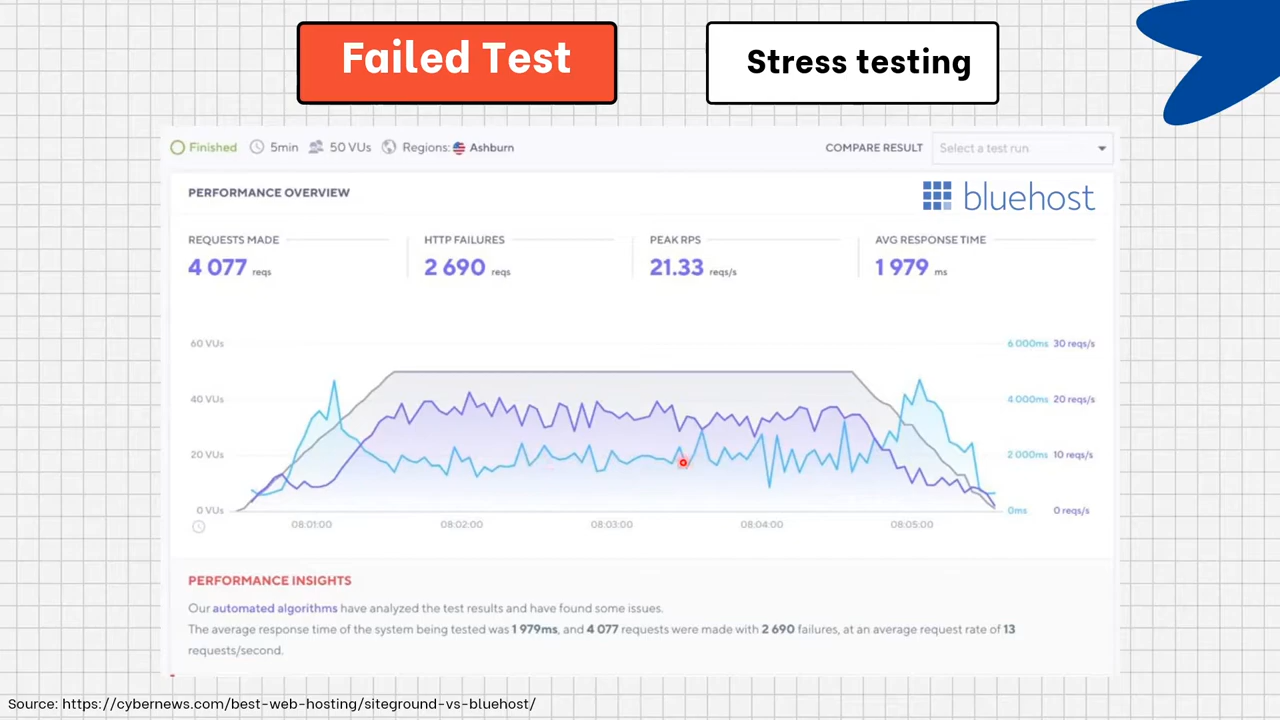 Failed Test
Stress testing
Finished 5min 50 VUs Regions: Ashburn
COMPARE RESULT Select a test run
PERFORMANCE OVERVIEW
bluehost
REQUESTS MADE HTTP FAILURES PEAK RPS AVG RESPONSE TIME
4 077 reqs 2 690 reqs 21.33 reqs/s 1 979 ms
60 VUs 6 000ms 30 reqs/s
40 VUs 4 000ms 20 reqs/s
20 VUs 2 000ms 10 reqs/s
0 VUs 0ms 0 reqs/s
08:01:00 08:02:00 08:03:00 08:04:00 08:05:00
PERFORMANCE INSIGHTS
Our automated algorithms have analyzed the test results and have found some issues.
The average response time of the system being tested was 1 979ms, and 4 077 requests were made with 2 690 failures, at an average request rate of 13
requests/second.
Source: https://cybernews.com/best-web-hosting/siteground-vs-bluehost/